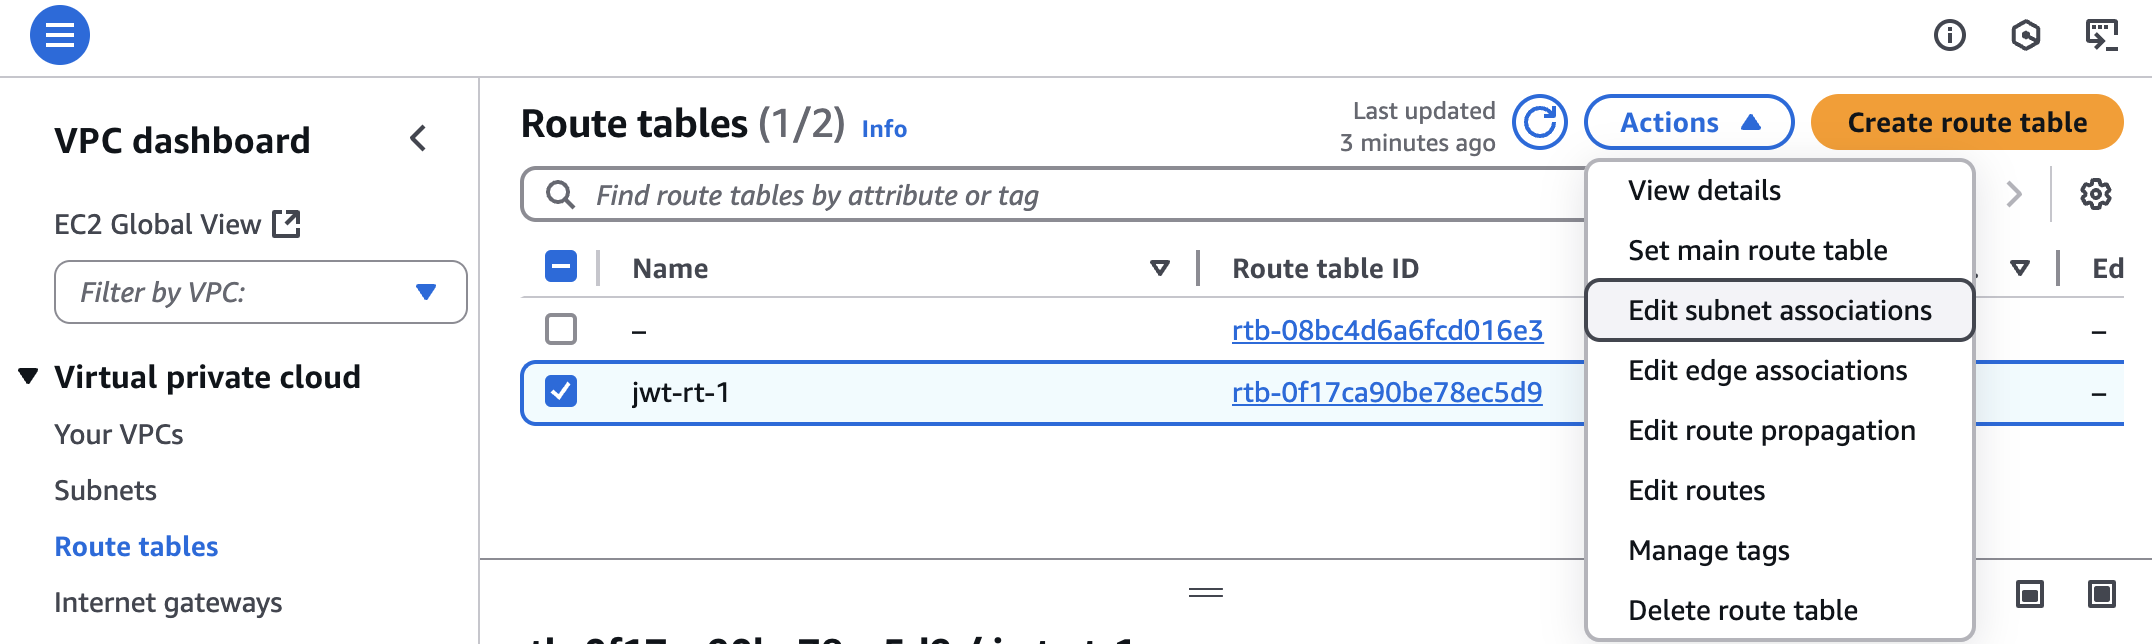 VPC dashboard
EC2 Global View
Filter by VPC:
Virtual private cloud
Your VPCs
Subnets
Route tables
Internet gateways
Route tables (1/2) Info
Last updated
3 minutes ago
Actions
Create route table
Find route tables by attribute or tag
Name
Route table ID
Ed
–
rtb-08bc4d6a6fcd016e3
–
jwt-rt-1
rtb-0f17ca90be78ec5d9
–
View details
Set main route table
Edit subnet associations
Edit edge associations
Edit route propagation
Edit routes
Manage tags
Delete route table